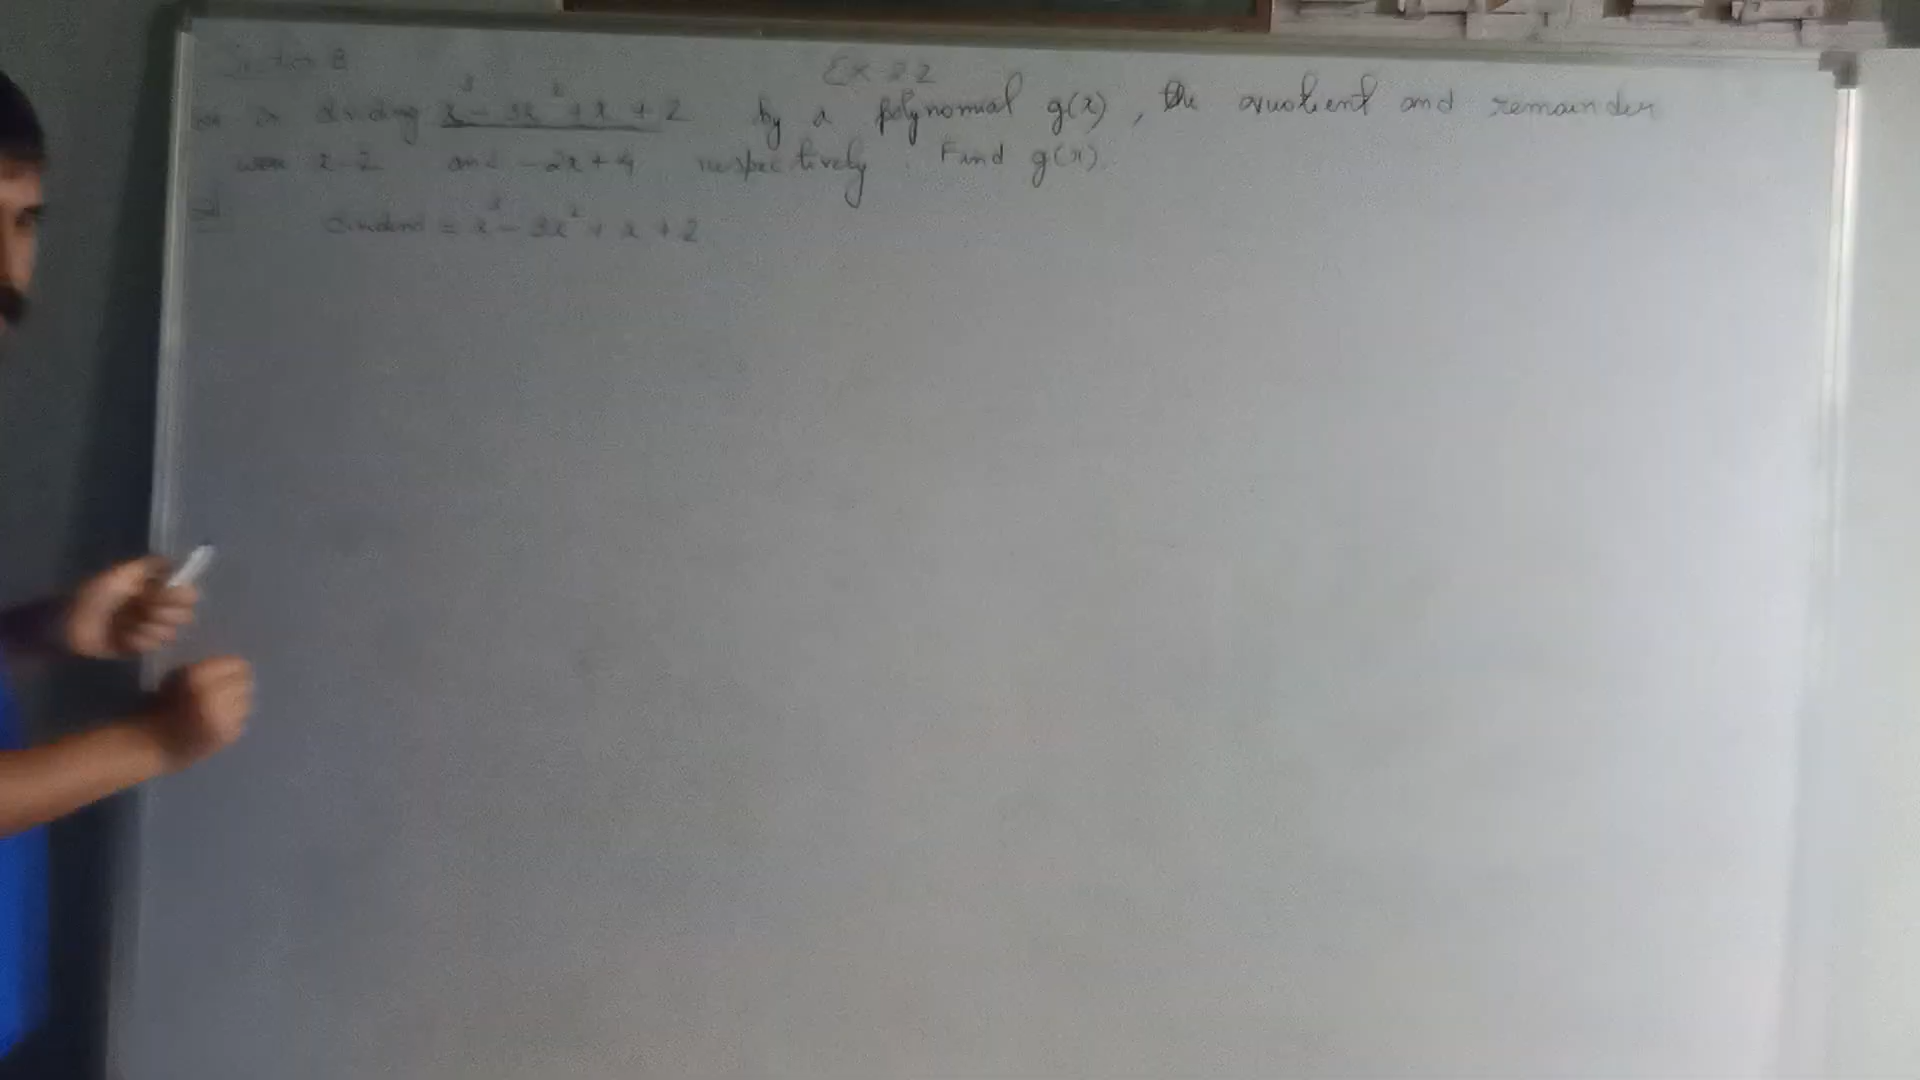 Ex 2.2
on dividing x³ - 3x² + x + 2 by a polynomial g(x), the quotient and remainder
were x-2 and -2x+4 respectively. Find g(x).
Sol. dividend = x³ - 3x² + x + 2